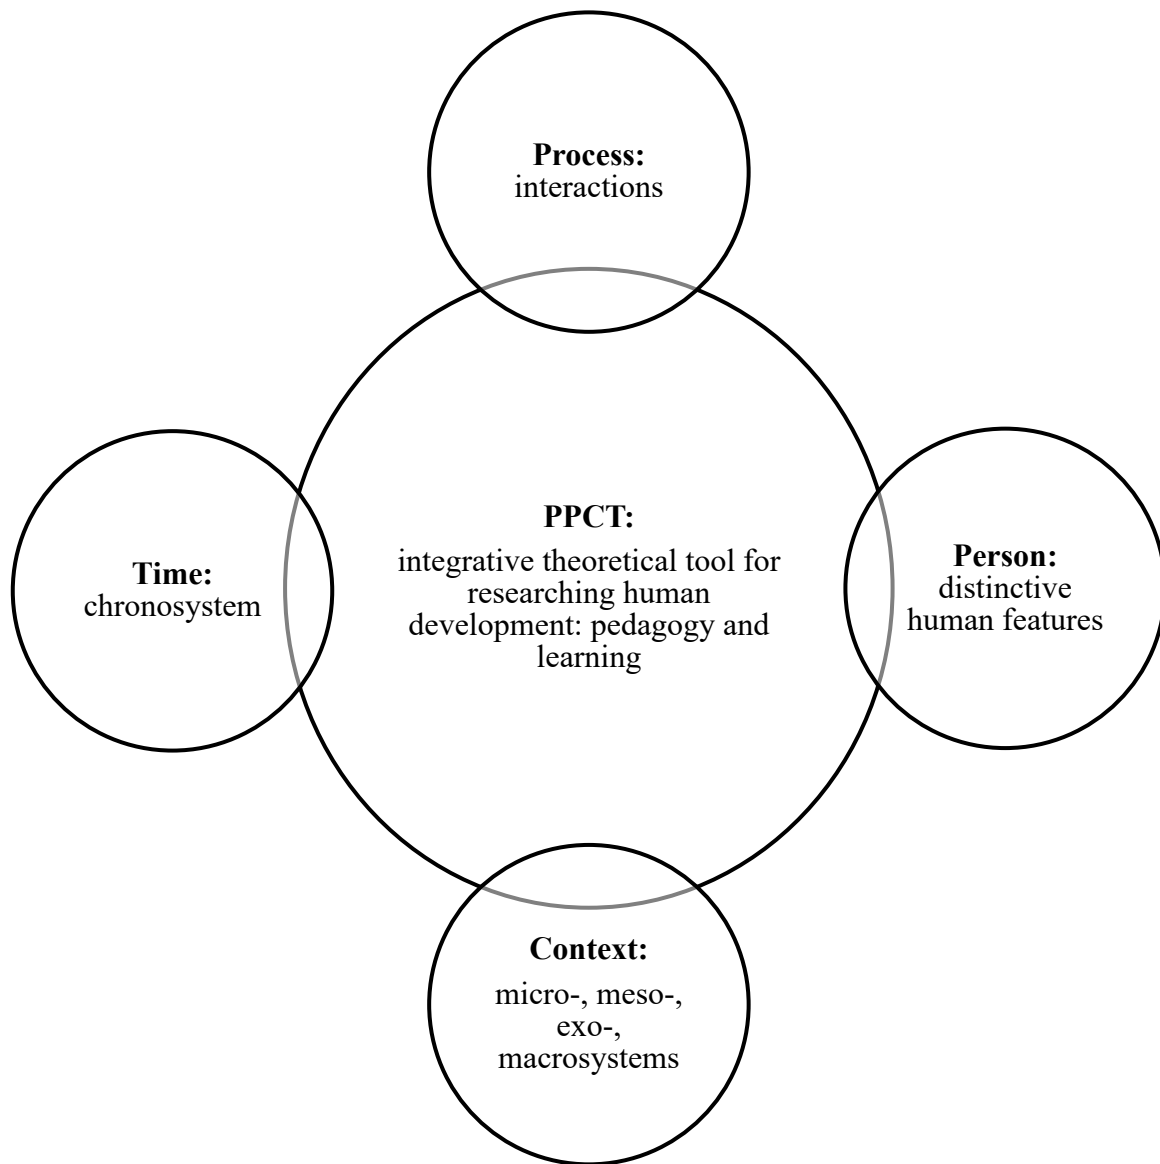 Process:
interactions
PPCT:
integrative theoretical tool for
researching human
development: pedagogy and
learning
Time:
chronosystem
Person:
distinctive
human features
Context:
micro-, meso-,
exo-,
macrosystems